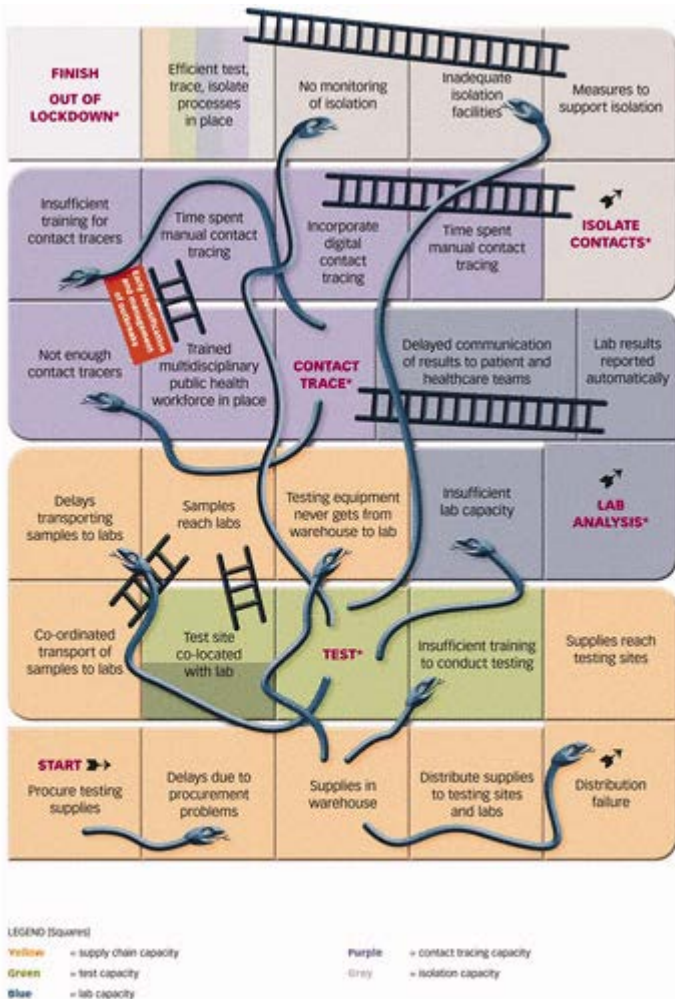 FINISH
OUT OF
LOCKDOWN*
Efficient test,
trace, isolate
processes
in place
No monitoring
of isolation
Inadequate
isolation
facilities
Measures to
support isolation
Insufficient
training for
contact tracers
Time spent
manual contact
tracing
Incorporate
digital
contact
tracing
Time spent
manual contact
tracing
ISOLATE
CONTACTS*
Early identification
and management
of outbreaks
Not enough
contact tracers
Trained
multidisciplinary
public health
workforce in place
CONTACT
TRACE*
Delayed communication
of results to patient and
healthcare teams
Lab results
reported
automatically
Delays
transporting
samples to labs
Samples
reach labs
Testing equipment
never gets from
warehouse to lab
Insufficient
lab capacity
LAB
ANALYSIS*
Co-ordinated
transport of
samples to labs
Test site
co-located
with lab
TEST*
Insufficient training
to conduct testing
Supplies reach
testing sites
START
Procure testing
supplies
Delays due to
procurement
problems
Supplies in
warehouse
Distribute supplies
to testing sites
and labs
Distribution
failure
LEGEND (Squares)
Yellow = supply chain capacity
Green = test capacity
Blue = lab capacity
Purple = contact tracing capacity
Grey = isolation capacity